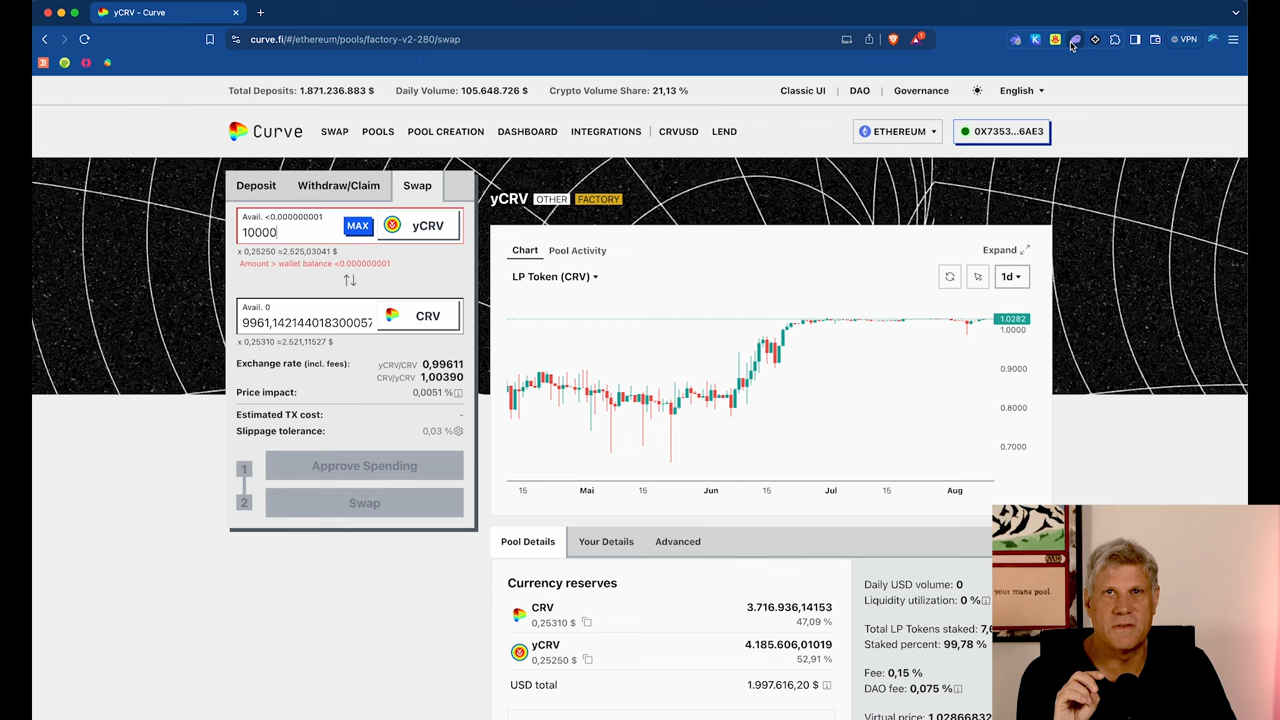 yCRV - Curve
curve.fi/#/ethereum/pools/factory-v2-280/swap
1
VPN
Total Deposits: 1.871.236.883 $ Daily Volume: 105.648.726 $ Crypto Volume Share: 21,13 % Classic UI DAO Governance English
Curve SWAP POOLS POOL CREATION DASHBOARD INTEGRATIONS CRVUSD LEND ETHEREUM 0X7353...6AE3
Deposit Withdraw/Claim Swap
Avail. <0.000000001
10000 MAX yCRV
x 0,25250 ≈2.525,03041 $
Amount > wallet balance <0.000000001
Avail. 0
9961,142144018300057 CRV
x 0,25310 ≈2.521,11527 $
Exchange rate (incl. fees): yCRV/CRV 0,99611
CRV/yCRV 1,00390
Price impact: 0,0051 %
Estimated TX cost: -
Slippage tolerance: 0,03 %
1 Approve Spending
2 Swap
yCRV OTHER FACTORY
Chart Pool Activity Expand
LP Token (CRV) 1d
1.0282
1.0000
0.9000
0.8000
0.7000
15 Mai 15 Jun 15 Jul 15 Aug
Pool Details Your Details Advanced
Currency reserves
CRV 3.716.936,14153
0,25310 $ 47,09 %
yCRV 4.185.606,01019
0,25250 $ 52,91 %
USD total 1.997.616,20 $
Daily USD volume: 0
Liquidity utilization: 0 %
Total LP Tokens staked: 7,
Staked percent: 99,78 %
Fee: 0,15 %
DAO fee: 0,075 %
Virtual price: 1.02866832
your mana pool.